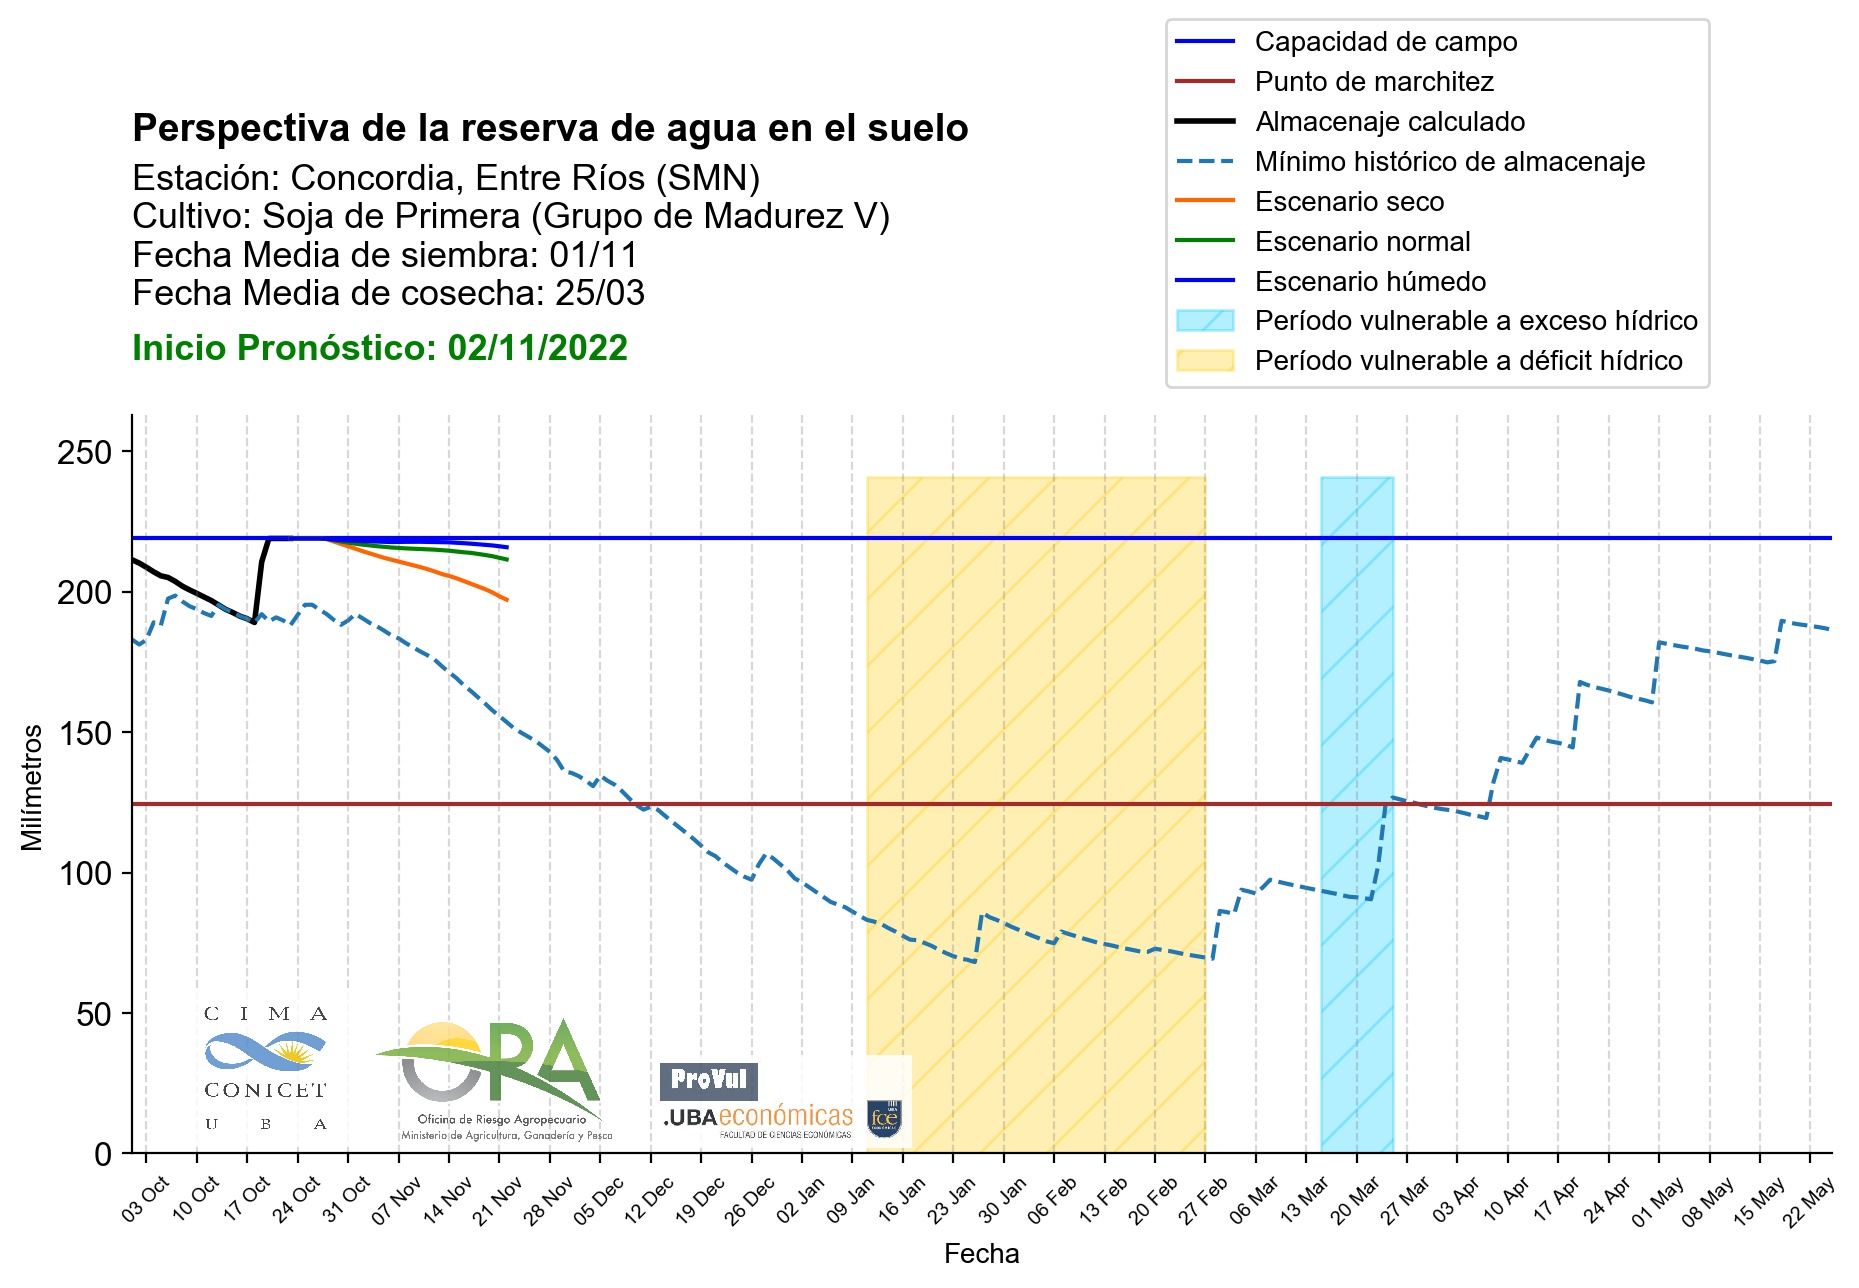 Capacidad de campo
Punto de marchitez
Almacenaje calculado
Mínimo histórico de almacenaje
Escenario seco
Escenario normal
Escenario húmedo
Período vulnerable a exceso hídrico
Período vulnerable a déficit hídrico
Perspectiva de la reserva de agua en el suelo
Estación: Concordia, Entre Ríos (SMN)
Cultivo: Soja de Primera (Grupo de Madurez V)
Fecha Media de siembra: 01/11
Fecha Media de cosecha: 25/03
Inicio Pronóstico: 02/11/2022
250
200
150
100
50
0
Milímetros
C I M A
CONICET
U B A
ORA
Oficina de Riesgo Agropecuario
Ministerio de Agricultura, Ganadería y Pesca
ProVul
.UBAeconómicas
FACULTAD DE CIENCIAS ECONÓMICAS
UBA
fce
03 Oct
10 Oct
17 Oct
24 Oct
31 Oct
07 Nov
14 Nov
21 Nov
28 Nov
05 Dec
12 Dec
19 Dec
26 Dec
02 Jan
09 Jan
16 Jan
23 Jan
30 Jan
06 Feb
13 Feb
20 Feb
27 Feb
06 Mar
13 Mar
20 Mar
27 Mar
03 Apr
10 Apr
17 Apr
24 Apr
01 May
08 May
15 May
22 May
Fecha